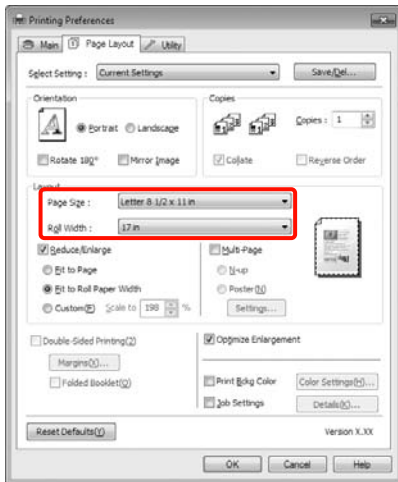 Printing Preferences
Main Page Layout Utility
Select Setting : Current Settings Save/Del...
Orientation Copies
Portrait Landscape Copies : 1
Rotate 180° Mirror Image Collate Reverse Order
Layout
Page Size : Letter 8 1/2 x 11 in
Roll Width : 17 in
Reduce/Enlarge Multi-Page
Fit to Page N-up
Fit to Roll Paper Width Poster(N)
Custom(F) Scale to 198 % Settings...
Double-Sided Printing(2) Optimize Enlargement
Margins(X)...
Folded Booklet(Q) Print Bckg Color Color Settings(H)...
Job Settings Details(K)...
Reset Defaults(Y) Version X.XX
OK Cancel Help